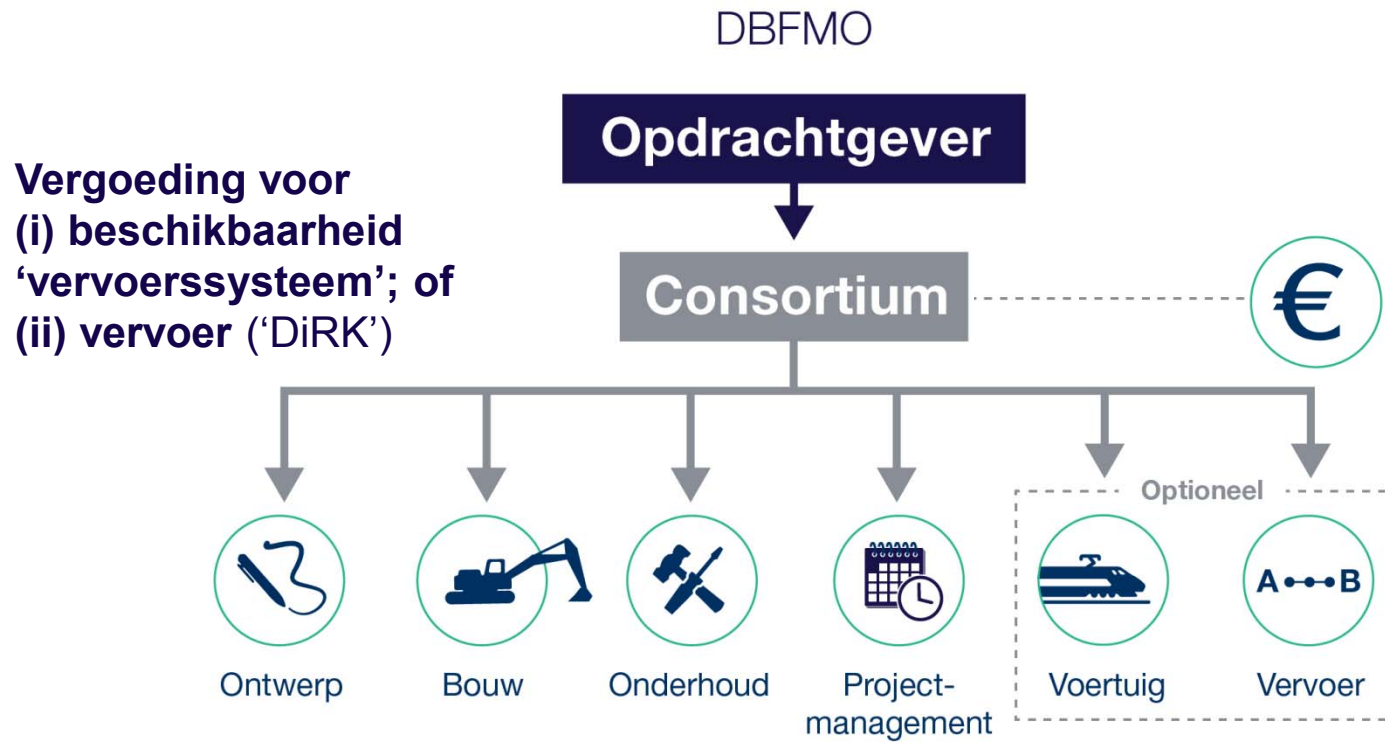 DBFMO
Opdrachtgever
Vergoeding voor
(i) beschikbaarheid
‘vervoerssysteem’; of
(ii) vervoer (‘DiRK’)
Consortium
€
Optioneel
A B
Ontwerp
Bouw
Onderhoud
Project-
management
Voertuig
Vervoer